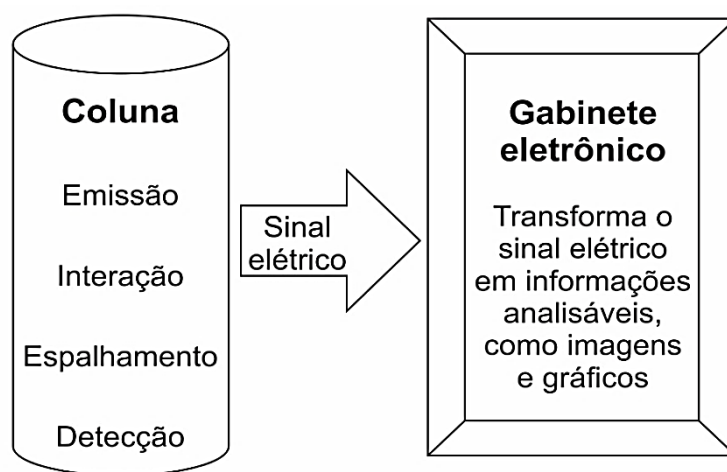 Coluna
Emissão
Interação
Espalhamento
Detecção
Sinal
elétrico
Gabinete
eletrônico
Transforma o
sinal elétrico
em informações
analisáveis,
como imagens
e gráficos